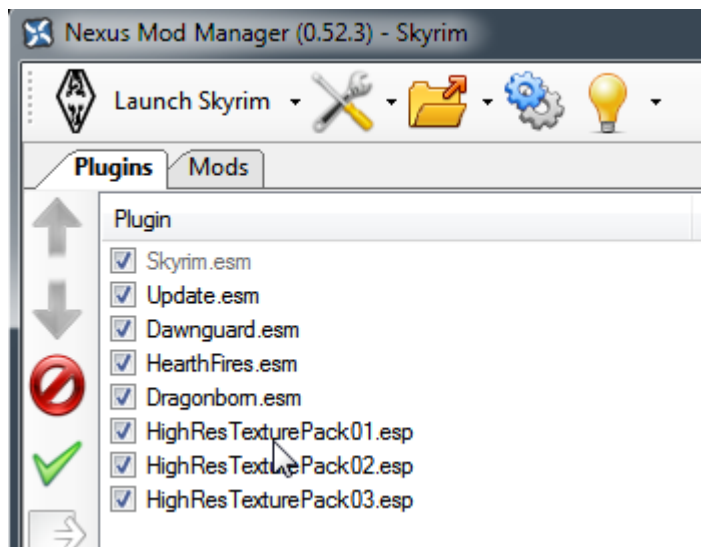 Nexus Mod Manager (0.52.3) - Skyrim
Launch Skyrim
Plugins Mods
Plugin
Skyrim.esm
Update.esm
Dawnguard.esm
HearthFires.esm
Dragonborn.esm
HighResTexturePack01.esp
HighResTexturePack02.esp
HighResTexturePack03.esp